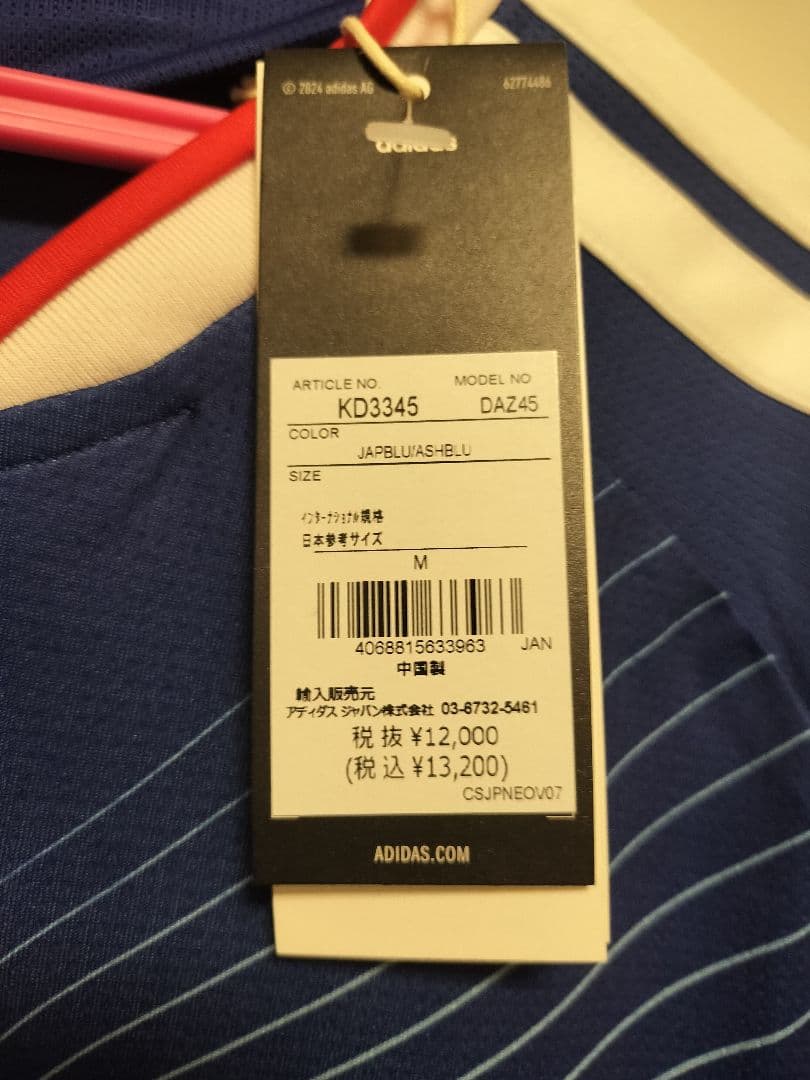 © 2024 adidas AG 62774486
adidas
ARTICLE NO. MODEL NO
KD3345 DAZ45
COLOR
JAPBLU/ASHBLU
SIZE
ｲﾝﾀｰﾅｼｮﾅﾙ規格
日本参考サイズ
M
4068815633963 JAN
中国製
輸入販売元
アディダス ジャパン株式会社 03-6732-5461
税 抜 ¥12,000
(税 込 ¥13,200)
CSJPNEOV07
ADIDAS.COM